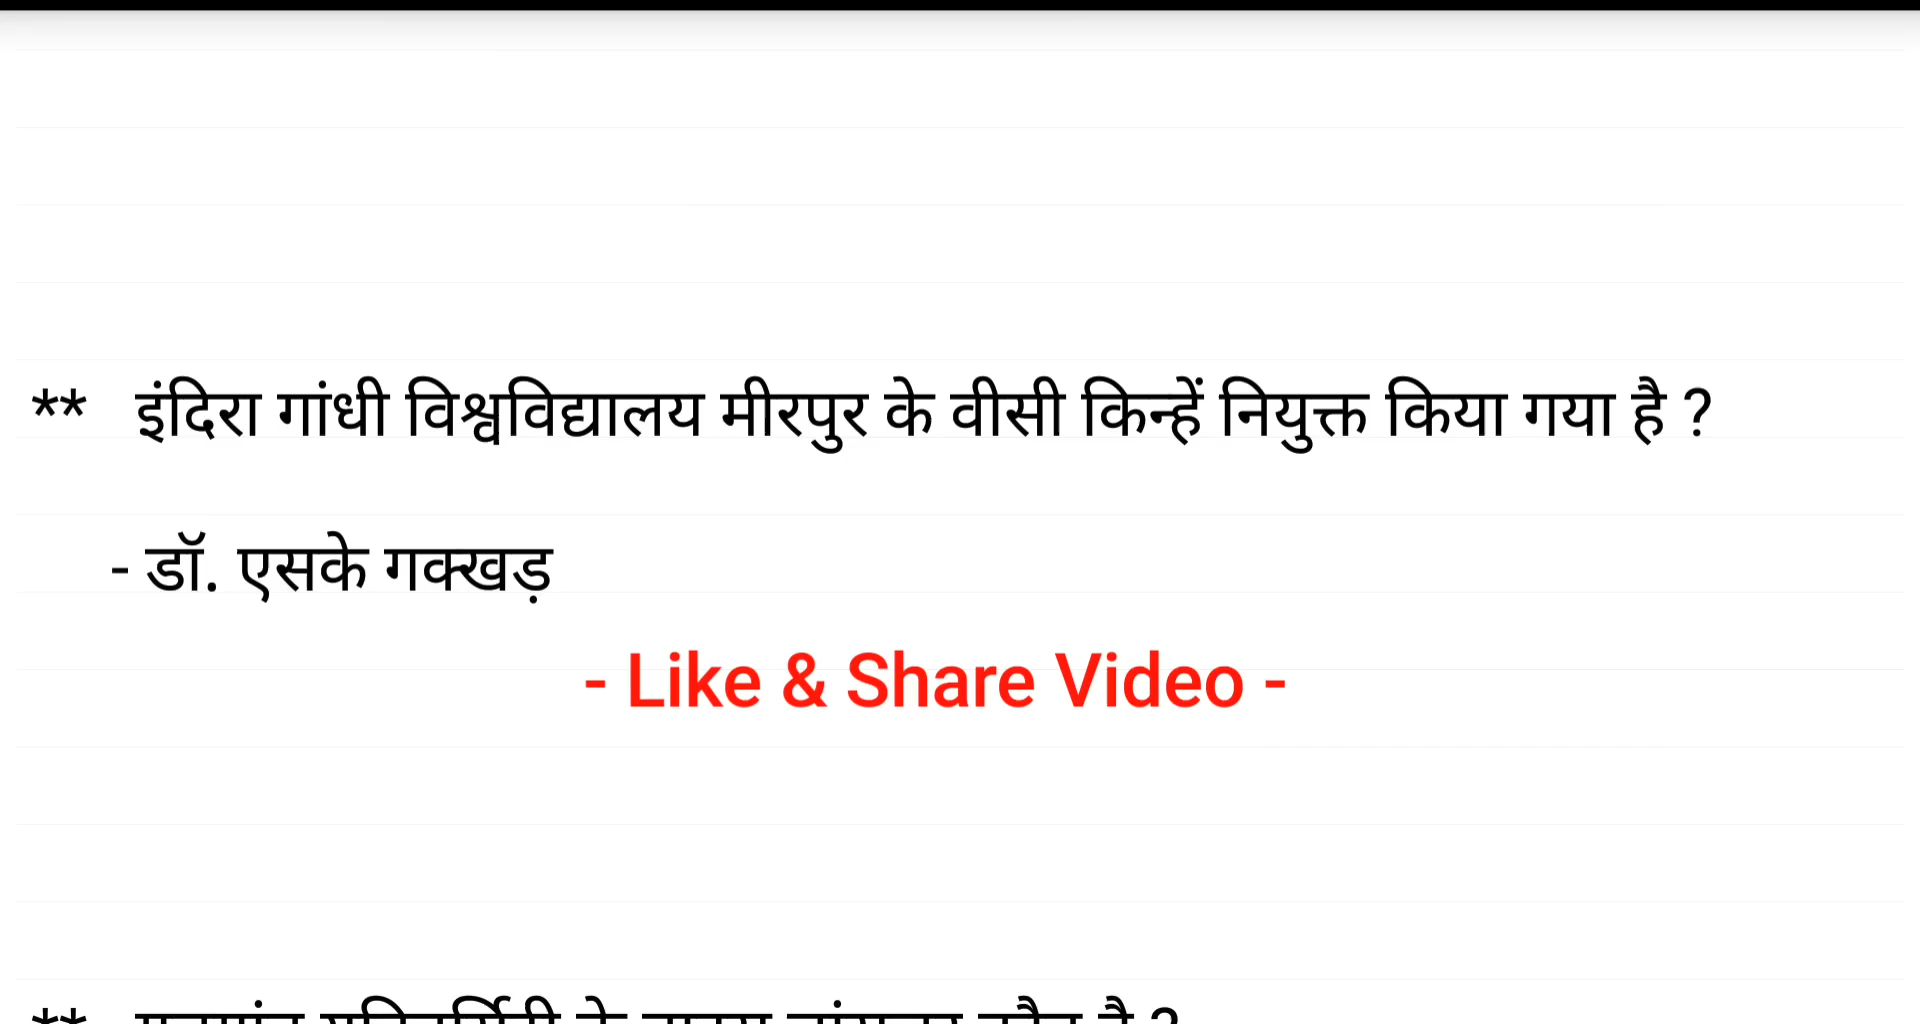 ** इंदिरा गांधी विश्वविद्यालय मीरपुर के वीसी किन्हें नियुक्त किया गया है ?
- डॉ. एसके गक्खड़
- Like & Share Video -
** के कौन है ?